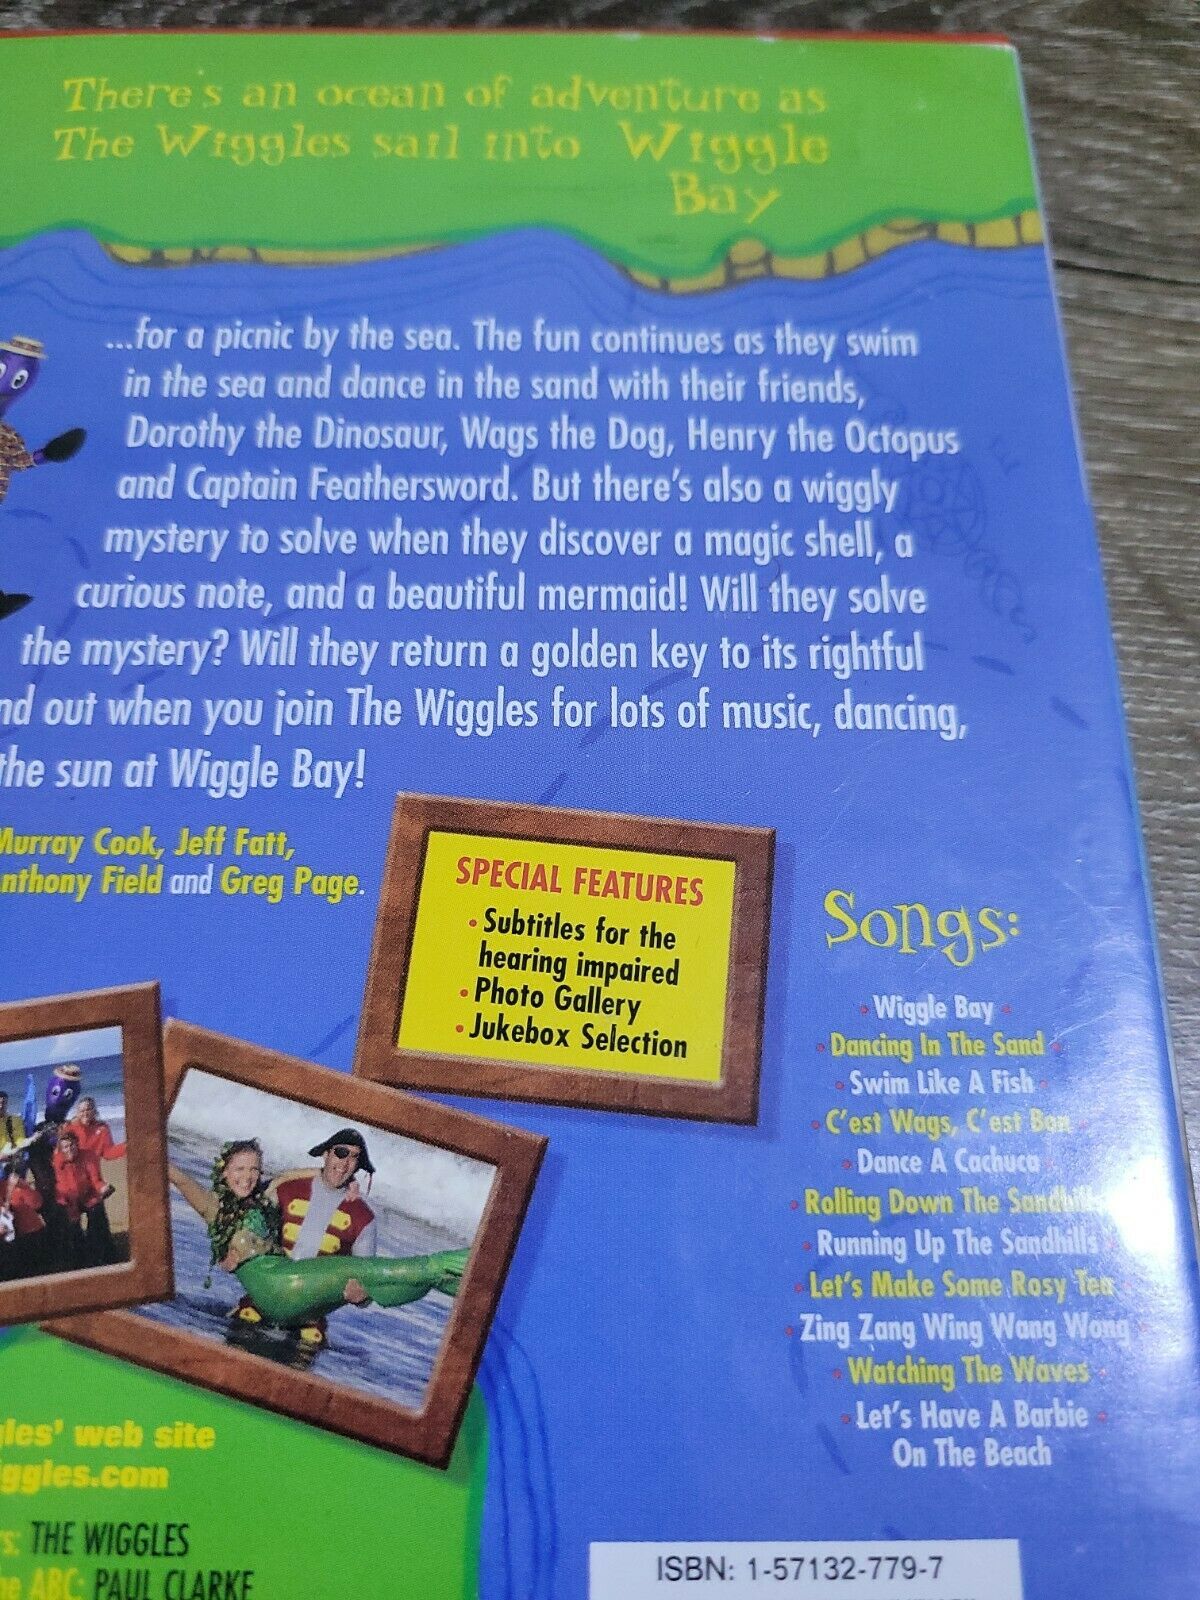 There's an ocean of adventure as
The Wiggles sail into Wiggle
Bay
...for a picnic by the sea. The fun continues as they swim
in the sea and dance in the sand with their friends,
Dorothy the Dinosaur, Wags the Dog, Henry the Octopus
and Captain Feathersword. But there's also a wiggly
mystery to solve when they discover a magic shell, a
curious note, and a beautiful mermaid! Will they solve
the mystery? Will they return a golden key to its rightful
nd out when you join The Wiggles for lots of music, dancing,
the sun at Wiggle Bay!
Murray Cook, Jeff Fatt,
nthony Field and Greg Page.
SPECIAL FEATURES
• Subtitles for the
hearing impaired
• Photo Gallery
• Jukebox Selection
Songs:
• Wiggle Bay •
• Dancing In The Sand •
• Swim Like A Fish •
• C'est Wags, C'est Bon •
• Dance A Cachuca •
• Rolling Down The Sandhills
• Running Up The Sandhills •
• Let's Make Some Rosy Tea •
• Zing Zang Wing Wang Wong •
• Watching The Waves •
• Let's Have A Barbie •
On The Beach
gles' web site
iggles.com
rs: THE WIGGLES
he ABC: PAUL CLARKE
ISBN: 1-57132-779-7